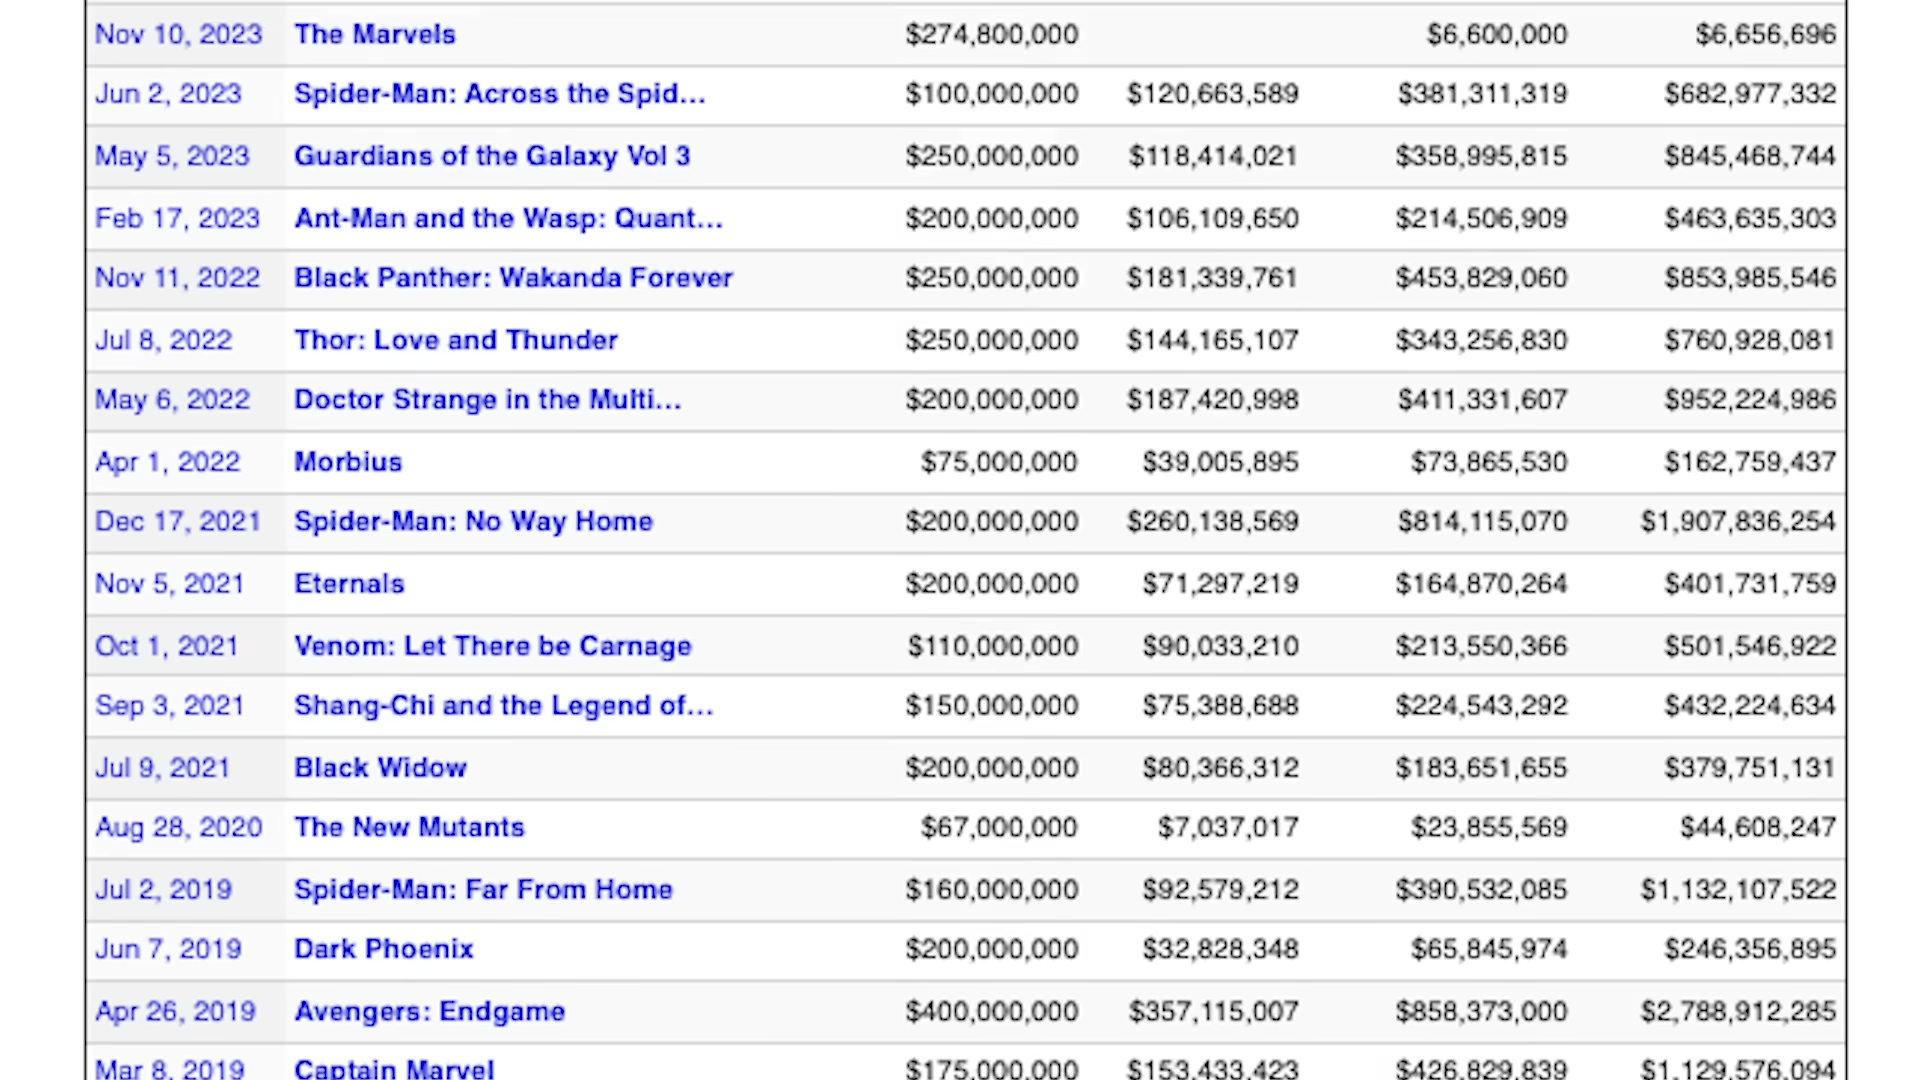 Nov 10, 2023 The Marvels $274,800,000 $6,600,000 $6,656,696
Jun 2, 2023 Spider-Man: Across the Spid... $100,000,000 $120,663,589 $381,311,319 $682,977,332
May 5, 2023 Guardians of the Galaxy Vol 3 $250,000,000 $118,414,021 $358,995,815 $845,468,744
Feb 17, 2023 Ant-Man and the Wasp: Quant... $200,000,000 $106,109,650 $214,506,909 $463,635,303
Nov 11, 2022 Black Panther: Wakanda Forever $250,000,000 $181,339,761 $453,829,060 $853,985,546
Jul 8, 2022 Thor: Love and Thunder $250,000,000 $144,165,107 $343,256,830 $760,928,081
May 6, 2022 Doctor Strange in the Multi... $200,000,000 $187,420,998 $411,331,607 $952,224,986
Apr 1, 2022 Morbius $75,000,000 $39,005,895 $73,865,530 $162,759,437
Dec 17, 2021 Spider-Man: No Way Home $200,000,000 $260,138,569 $814,115,070 $1,907,836,254
Nov 5, 2021 Eternals $200,000,000 $71,297,219 $164,870,264 $401,731,759
Oct 1, 2021 Venom: Let There be Carnage $110,000,000 $90,033,210 $213,550,366 $501,546,922
Sep 3, 2021 Shang-Chi and the Legend of... $150,000,000 $75,388,688 $224,543,292 $432,224,634
Jul 9, 2021 Black Widow $200,000,000 $80,366,312 $183,651,655 $379,751,131
Aug 28, 2020 The New Mutants $67,000,000 $7,037,017 $23,855,569 $44,608,247
Jul 2, 2019 Spider-Man: Far From Home $160,000,000 $92,579,212 $390,532,085 $1,132,107,522
Jun 7, 2019 Dark Phoenix $200,000,000 $32,828,348 $65,845,974 $246,356,895
Apr 26, 2019 Avengers: Endgame $400,000,000 $357,115,007 $858,373,000 $2,788,912,285
Mar 8, 2019 Captain Marvel $175,000,000 $153,433,423 $426,829,839 $1,129,576,094